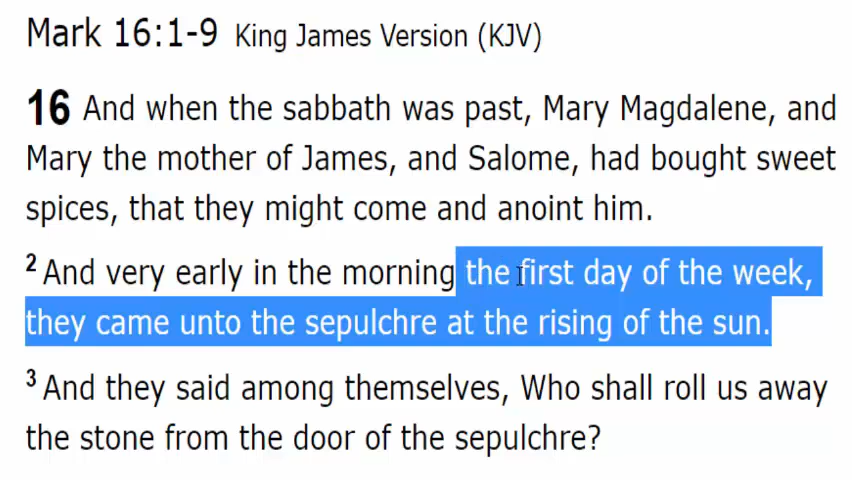 Mark 16:1-9 King James Version (KJV)
16 And when the sabbath was past, Mary Magdalene, and
Mary the mother of James, and Salome, had bought sweet
spices, that they might come and anoint him.
2 And very early in the morning the first day of the week,
they came unto the sepulchre at the rising of the sun.
3 And they said among themselves, Who shall roll us away
the stone from the door of the sepulchre?